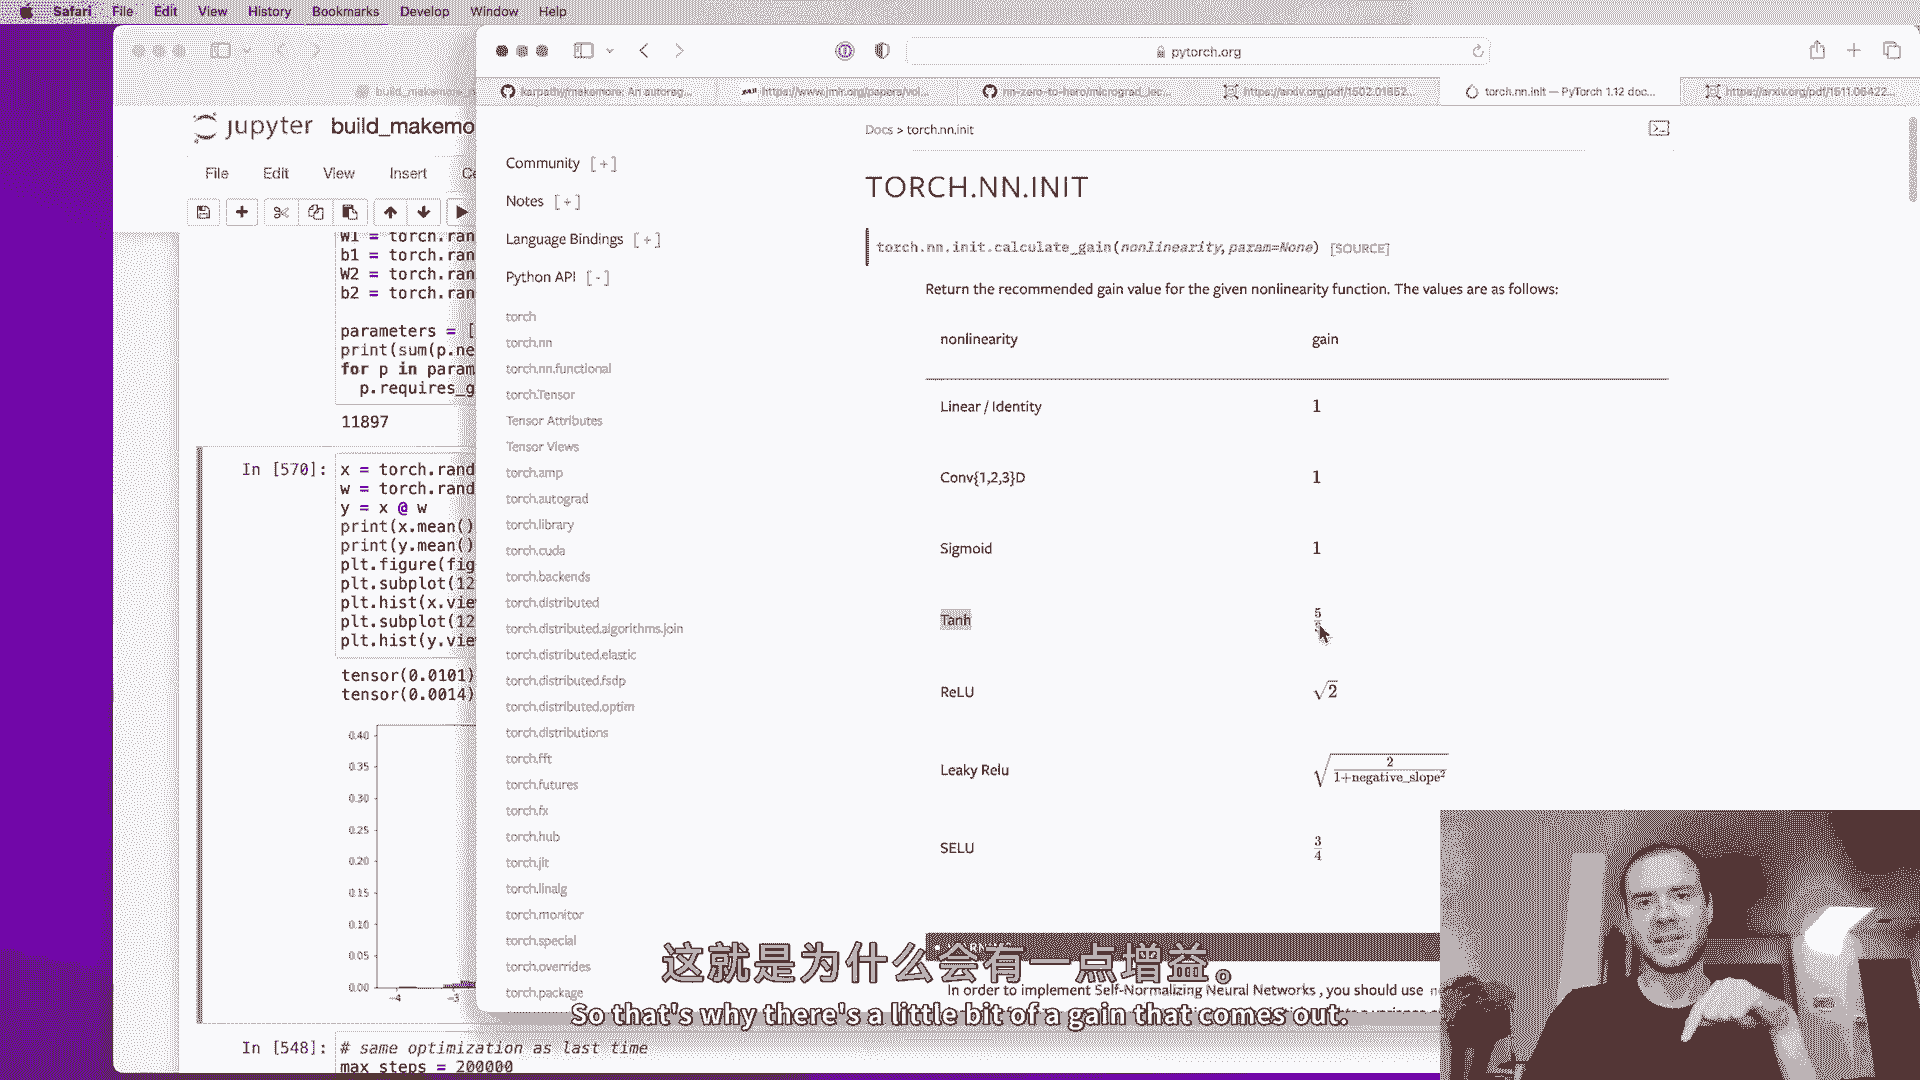 Safari File Edit View History Bookmarks Develop Window Help
pytorch.org
build_makemore_
karpathy/makemore: An autoreg...
https://www.jmlr.org/papers/vol...
nn-zero-to-hero/micrograd_lec...
https://arxiv.org/pdf/1502.01852...
torch.nn.init — PyTorch 1.12 doc...
https://arxiv.org/pdf/1611.06422...
jupyter build_makemo
File Edit View Insert Ce
W1 = torch.ran
b1 = torch.ran
W2 = torch.ran
b2 = torch.ran
parameters = [
print(sum(p.ne
for p in param
p.requires_g
11897
In [570]: x = torch.rand
w = torch.rand
y = x @ w
print(x.mean()
print(y.mean()
plt.figure(fig
plt.subplot(12
plt.hist(x.vie
plt.subplot(12
plt.hist(y.vie
tensor(0.0101)
tensor(0.0014)
0.40
0.35
0.30
0.25
0.20
0.15
0.10
0.05
0.00
-4 -3
In [548]: # same optimization as last time
max_steps = 200000
Community [ + ]
Notes [ + ]
Language Bindings [ + ]
Python API [ - ]
torch
torch.nn
torch.nn.functional
torch.Tensor
Tensor Attributes
Tensor Views
torch.amp
torch.autograd
torch.library
torch.cuda
torch.backends
torch.distributed
torch.distributed.algorithms.join
torch.distributed.elastic
torch.distributed.fsdp
torch.distributed.optim
torch.distributions
torch.fft
torch.futures
torch.fx
torch.hub
torch.jit
torch.linalg
torch.monitor
torch.special
torch.overrides
torch.package
Docs > torch.nn.init
TORCH.NN.INIT
torch.nn.init.calculate_gain(nonlinearity, param=None) [SOURCE]
Return the recommended gain value for the given nonlinearity function. The values are as follows:
nonlinearity gain
Linear / Identity 1
Conv{1,2,3}D 1
Sigmoid 1
Tanh 5
ReLU √2
Leaky Relu √(2/(1+negative_slope²))
SELU 3/4
In order to implement Self-Normalizing Neural Networks , you should use
这就是为什么会有一点增益。
So that's why there's a little bit of a gain that comes out.